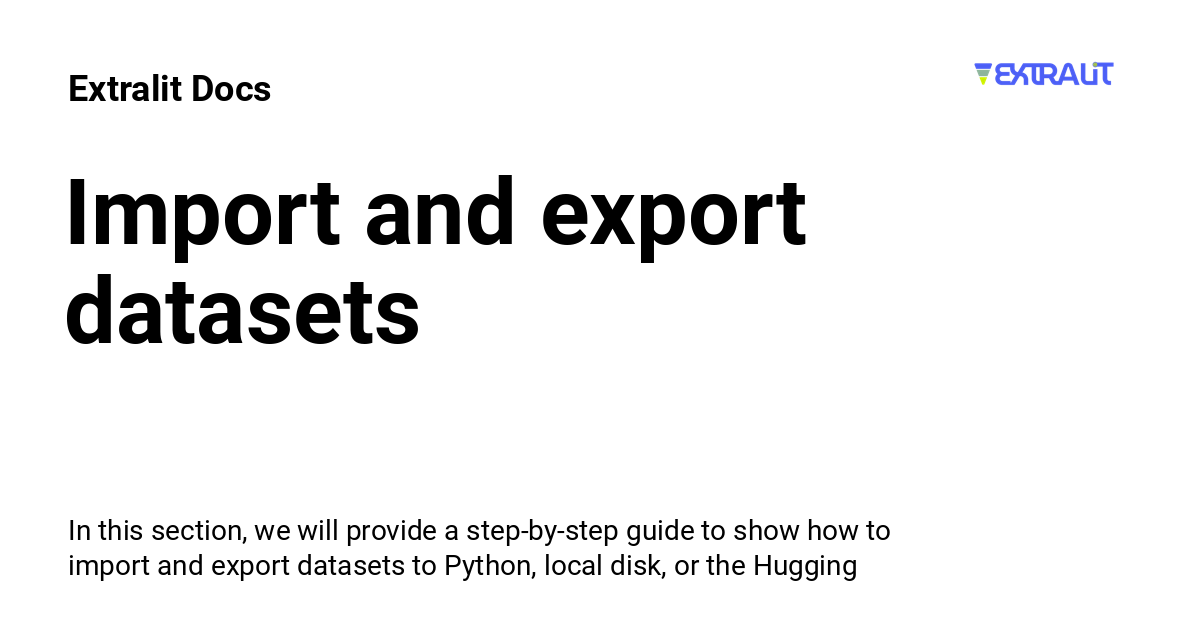 Extralit Docs
EXTRALIT
Import and export
datasets
In this section, we will provide a step-by-step guide to show how to
import and export datasets to Python, local disk, or the Hugging